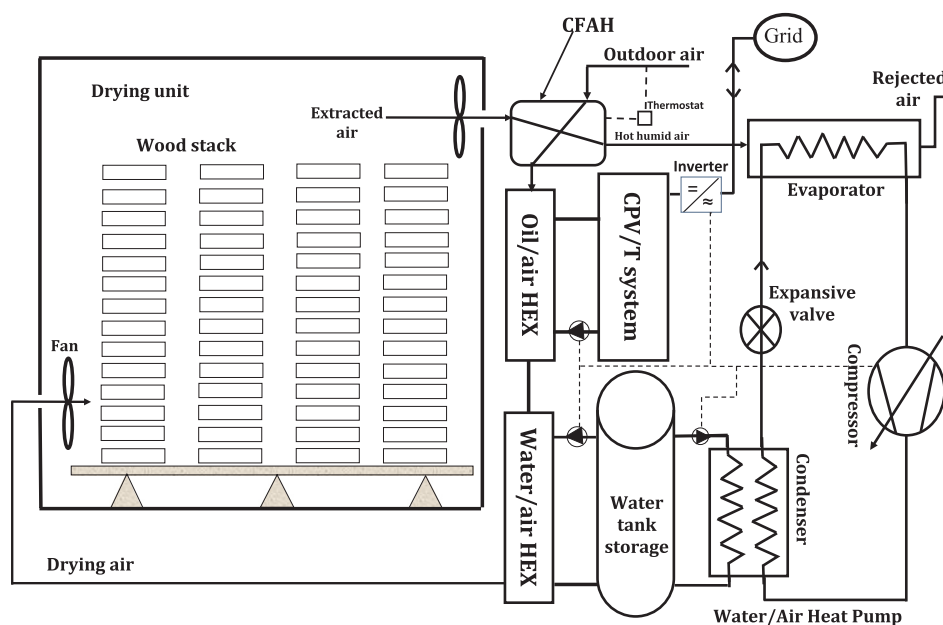 CFAH
Grid
Outdoor air
Rejected
air
Drying unit
Extracted
air
Thermostat
Hot humid air
Wood stack
Inverter
=
≈
Evaporator
Oil/air HEX
CPV/T system
Expansive
valve
Fan
Compressor
Water/air HEX
Water
tank
storage
Condenser
Drying air
Water/Air Heat Pump